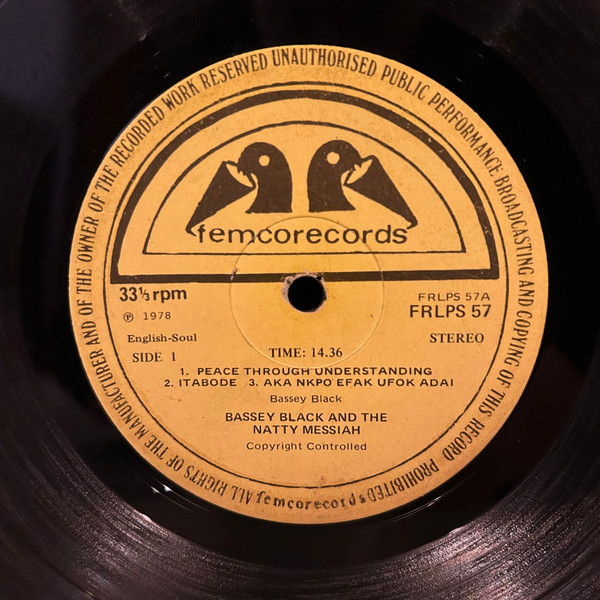 ALL RIGHTS OF THE MANUFACTURER AND OF THE OWNER OF THE RECORDED WORK RESERVED UNAUTHORISED PUBLIC PERFORMANCE BROADCASTING AND COPYING OF THIS RECORD PROHIBITED
femcorecords
33⅓ rpm
FRLPS 57A
℗ 1978
FRLPS 57
English-Soul
STEREO
SIDE 1
TIME: 14.36
1. PEACE THROUGH UNDERSTANDING
2. ITABODE 3. AKA NKPO EFAK UFOK ADAI
Bassey Black
BASSEY BLACK AND THE
NATTY MESSIAH
Copyright Controlled
femcorecords